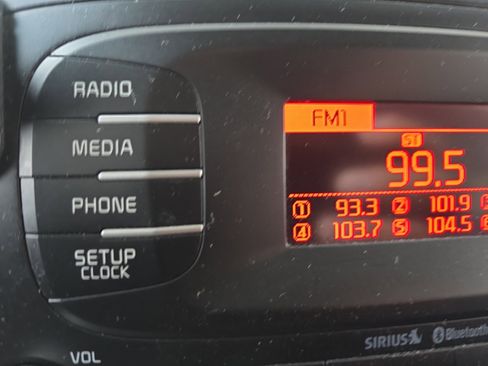 RADIO
MEDIA
PHONE
SETUP
CLOCK
VOL
FM1
ST
99.5
1 93.3 2 101.9
4 103.7 5 104.5
SIRIUS Bluetooth